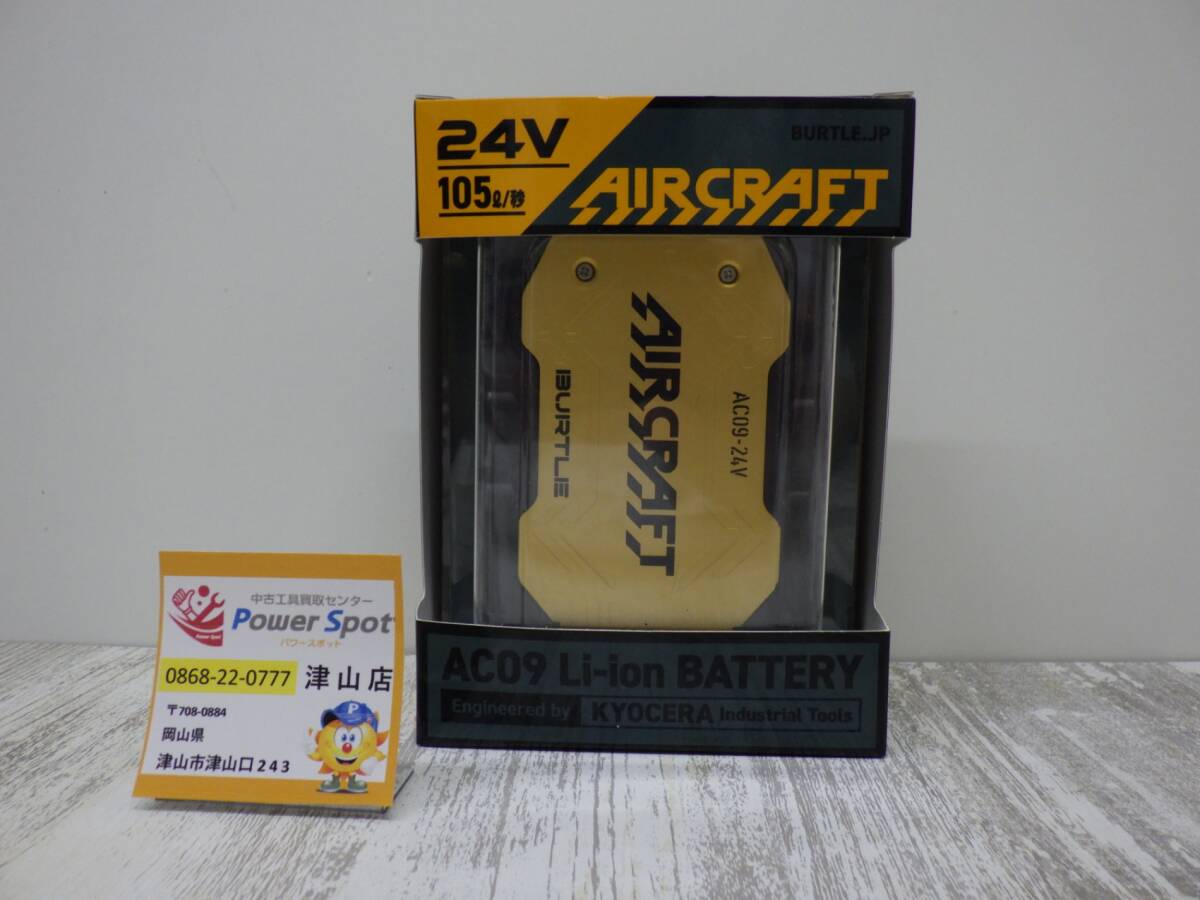 24V
105ℓ/秒
BURTLE.JP
AIRCRAFT
AIRCRAFT
BURTLE
AC09-24V
AC09 Li-ion BATTERY
Engineered by KYOCERA Industrial Tools
中古工具買取センター
Power Spot
パワースポット
Power Spot
0868-22-0777 津山店
〒708-0884
岡山県
津山市津山口243
P